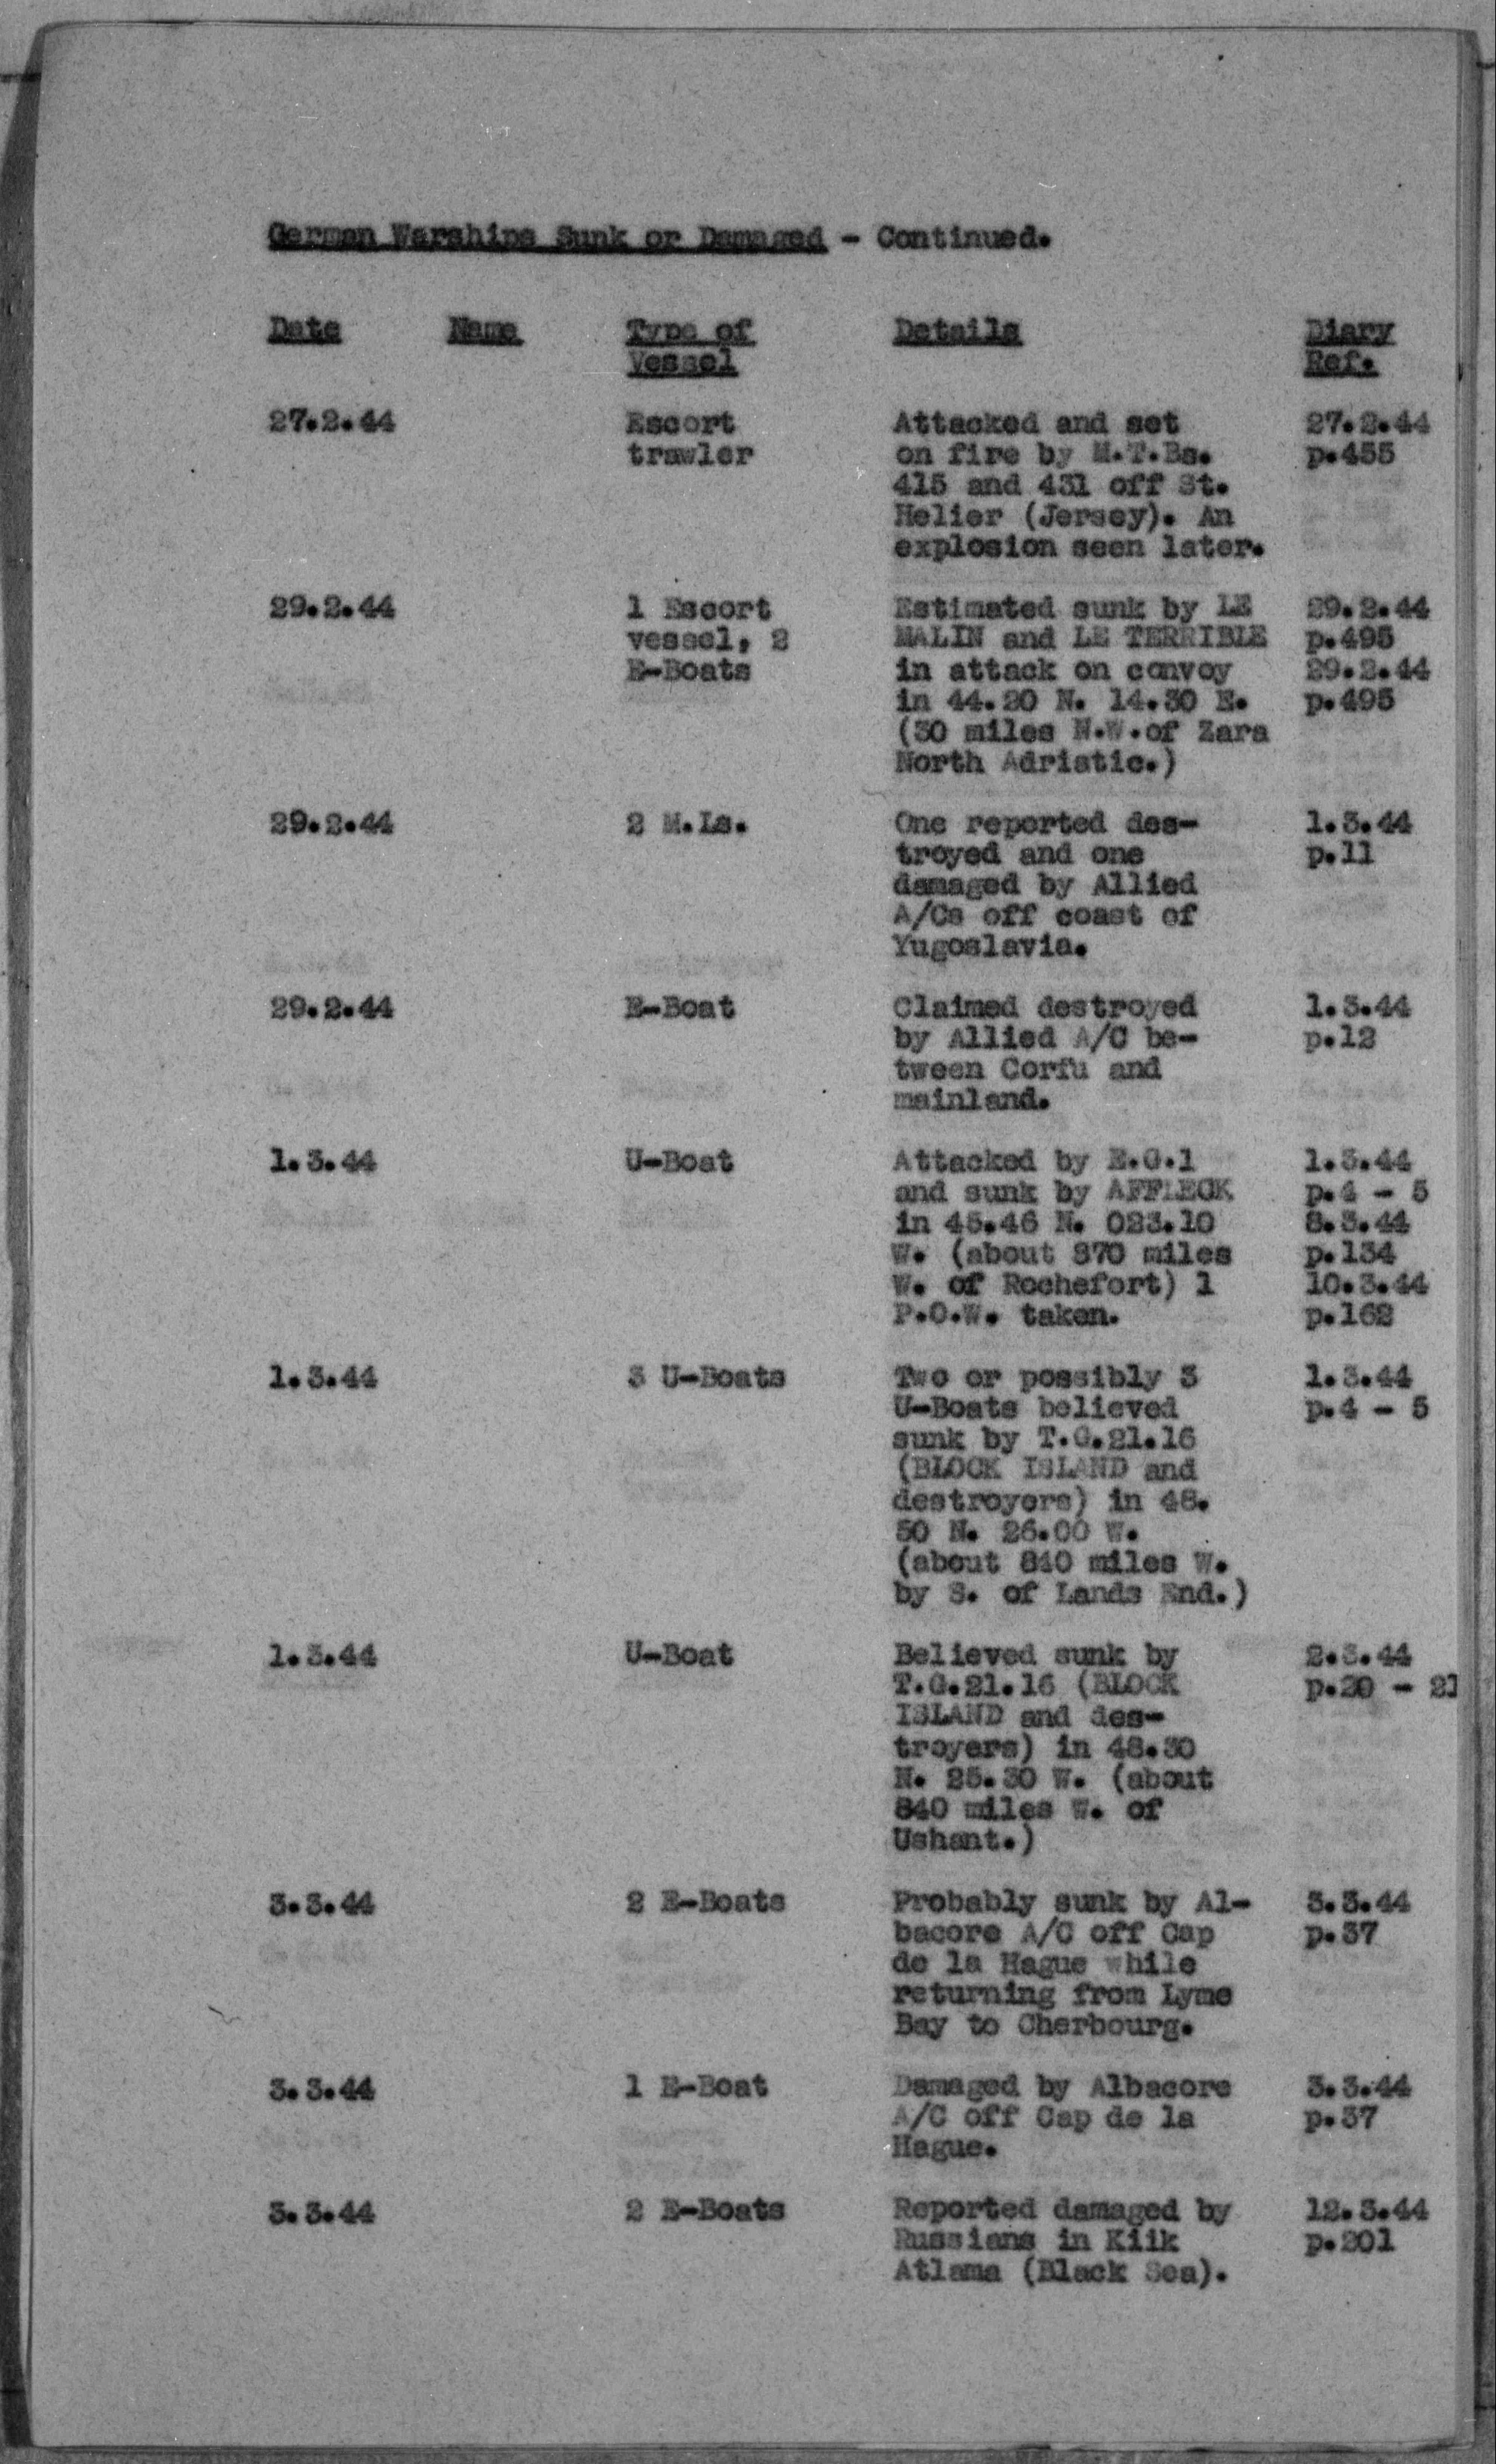 German Warships Sunk or Damaged - Continued.
Date Name Type of Details Diary
Vessel Ref.
27.2.44 Escort Attacked and set 27.2.44
trawler on fire by M.T.Bs. p.455
415 and 431 off St.
Helier (Jersey). An
explosion seen later.
29.2.44 1 Escort Estimated sunk by LE 29.2.44
vessel, 2 MALIN and LE TERRIBLE p.495
E-Boats in attack on convoy 29.2.44
in 44.20 N. 14.30 E. p.495
(30 miles N.W.of Zara
North Adriatic.)
29.2.44 2 M.Ls. One reported des- 1.3.44
troyed and one p.11
damaged by Allied
A/Cs off coast of
Yugoslavia.
29.2.44 E-Boat Claimed destroyed 1.3.44
by Allied A/C be- p.12
tween Corfu and
mainland.
1.3.44 U-Boat Attacked by E.G.1 1.3.44
and sunk by AFFLECK p.4 - 5
in 45.46 N. 023.10 8.3.44
W. (about 870 miles p.134
W. of Rochefort) 1 10.3.44
P.O.W. taken. p.162
1.3.44 3 U-Boats Two or possibly 3 1.3.44
U-Boats believed p.4 - 5
sunk by T.G.21.16
(BLOCK ISLAND and
destroyers) in 48.
50 N. 26.00 W.
(about 840 miles W.
by S. of Lands End.)
1.3.44 U-Boat Believed sunk by 2.3.44
T.G.21.16 (BLOCK p.20 - 21
ISLAND and des-
troyers) in 48.30
N. 25.30 W. (about
840 miles W. of
Ushant.)
3.3.44 2 E-Boats Probably sunk by Al- 3.3.44
bacore A/C off Cap p.37
de la Hague while
returning from Lyme
Bay to Cherbourg.
3.3.44 1 E-Boat Damaged by Albacore 3.3.44
A/C off Cap de la p.37
Hague.
3.3.44 2 E-Boats Reported damaged by 12.3.44
Russians in Kiik p.201
Atlama (Black Sea).